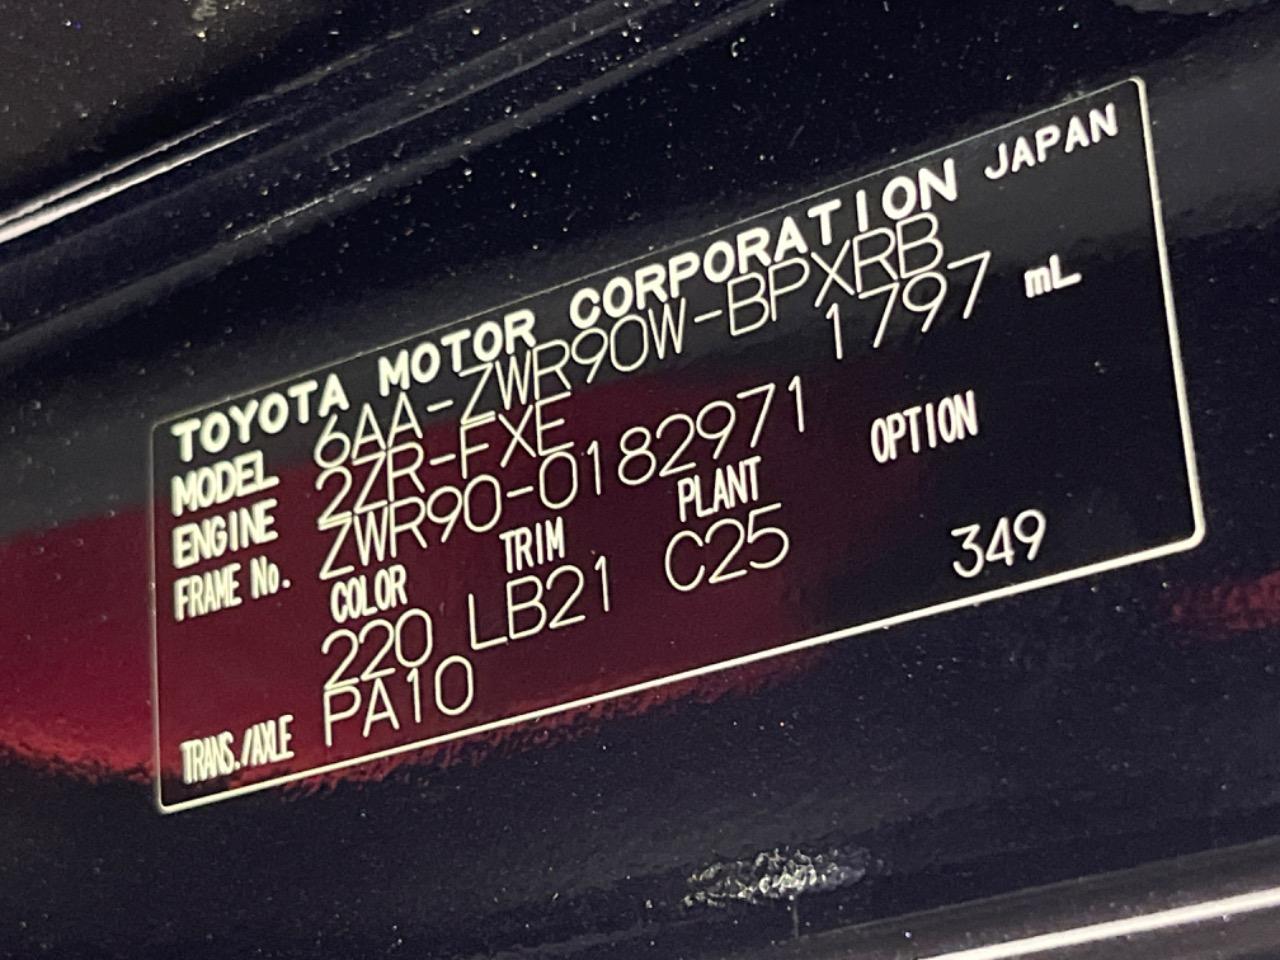 TOYOTA MOTOR CORPORATION JAPAN
MODEL 6AA-ZWR90W-BPXRB
ENGINE 2ZR-FXE 1797 mL
FRAME No. ZWR90-0182971
COLOR TRIM PLANT OPTION
220 LB21 C25 349
TRANS./AXLE PA10